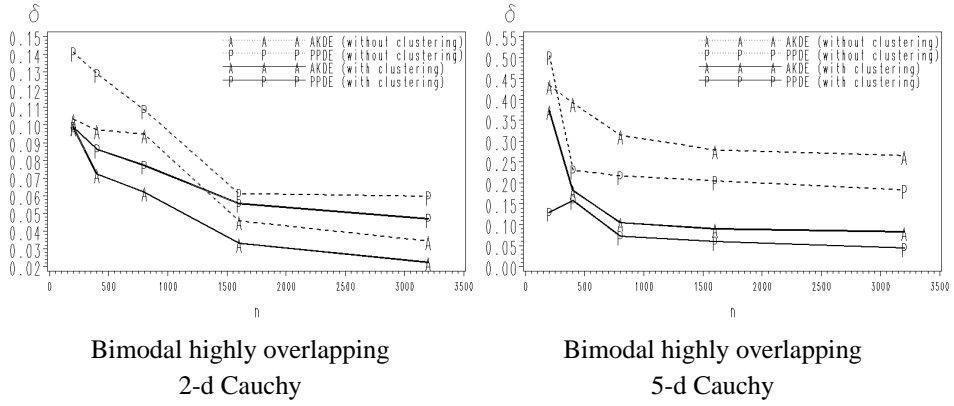 δ
0.15
0.14
0.13
0.12
0.11
0.10
0.09
0.08
0.07
0.06
0.05
0.04
0.03
0.02
A A A AKDE (without clustering)
P P P PPDE (without clustering)
A A A AKDE (with clustering)
P P P PPDE (with clustering)
0 500 1000 1500 2000 2500 3000 3500
n
Bimodal highly overlapping
2-d Cauchy
δ
0.55
0.50
0.45
0.40
0.35
0.30
0.25
0.20
0.15
0.10
0.05
0.00
A A A AKDE (without clustering)
P P P PPDE (without clustering)
A A A AKDE (with clustering)
P P P PPDE (with clustering)
0 500 1000 1500 2000 2500 3000 3500
n
Bimodal highly overlapping
5-d Cauchy